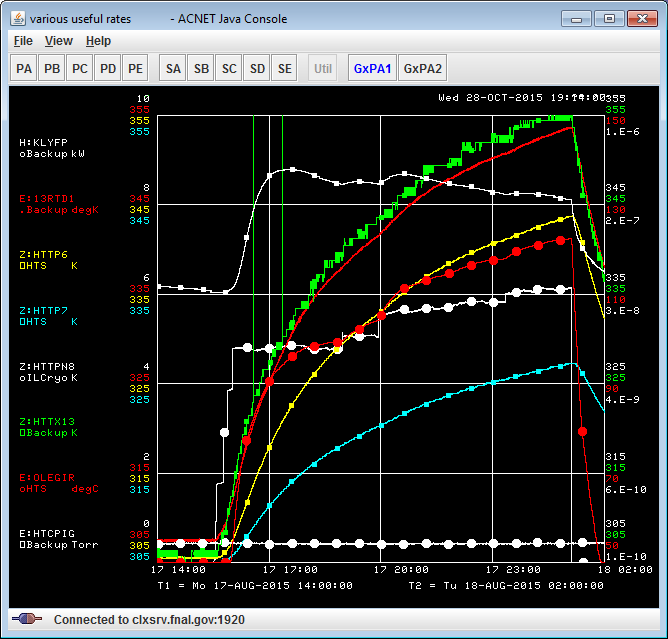 various useful rates - ACNET Java Console
File View Help
PA PB PC PD PE SA SB SC SD SE Util GxPA1 GxPA2
Wed 28-OCT-2015
10 355
355 150
355 1.E-6
355
H:KLYFP
oBackup kW
8 345
345 345
345 130
345 2.E-7
E:13RTD1
.Backup degK
Z:HTTP6
HTS K
6 335
335 335
335 110
335 3.E-8
Z:HTTP7
HTS K
Z:HTTPN8
oILCryo K
4 325
325 325
325 90
325 4.E-9
Z:HTTX13
Backup K
2 315
315 315
315 70
315 6.E-10
E:OLEGIR
oHTS degC
0 305
305 305
305 50
305 1.E-10
E:HTCPIG
Backup Torr
17 14:00 17 17:00 17 20:00 17 23:00 18 02:00
T1 = Mo 17-AUG-2015 14:00:00 T2 = Tu 18-AUG-2015 02:00:00
Connected to clxsrv.fnal.gov:1920